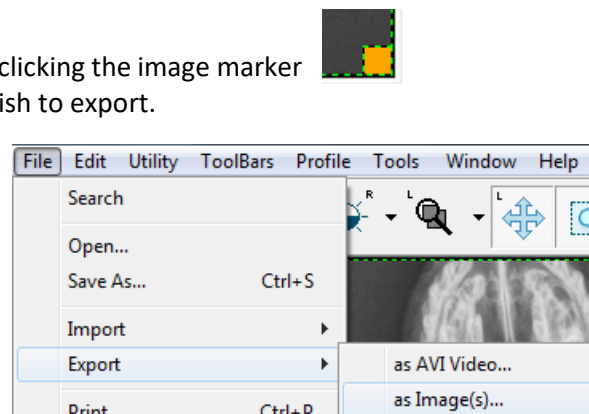 clicking the image marker
ish to export.
File Edit Utility ToolBars Profile Tools Window Help
Search
R L L
Open...
Save As... Ctrl+S
Import
Export
as AVI Video...
as Image(s)...
Print Ctrl+P